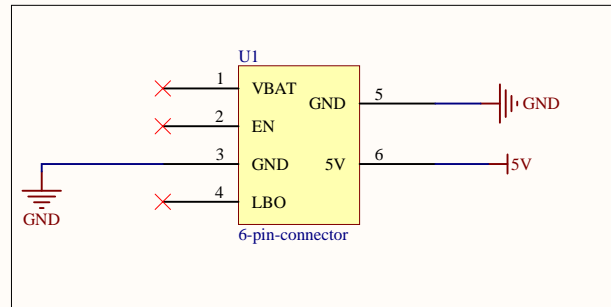 U1
1 VBAT
GND 5 GND
2 EN
3 GND
5V 6 5V
4 LBO
GND
6-pin-connector